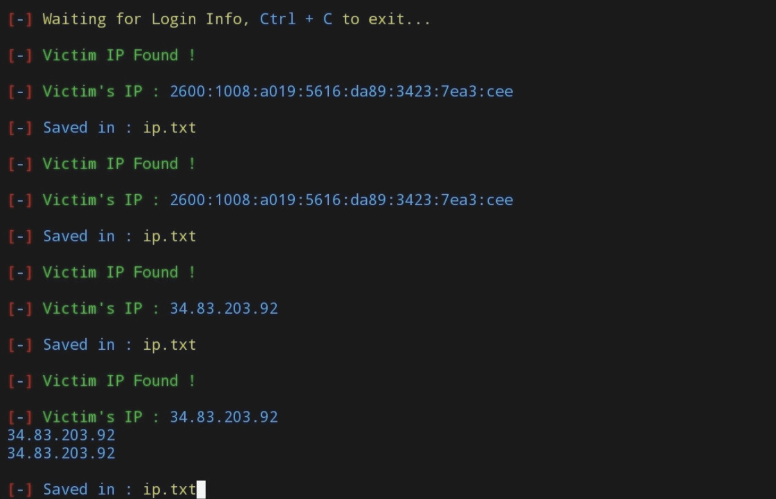 [-] Waiting for Login Info, Ctrl + C to exit...
[-] Victim IP Found !
[-] Victim's IP : 2600:1008:a019:5616:da89:3423:7ea3:cee
[-] Saved in : ip.txt
[-] Victim IP Found !
[-] Victim's IP : 2600:1008:a019:5616:da89:3423:7ea3:cee
[-] Saved in : ip.txt
[-] Victim IP Found !
[-] Victim's IP : 34.83.203.92
[-] Saved in : ip.txt
[-] Victim IP Found !
[-] Victim's IP : 34.83.203.92
34.83.203.92
34.83.203.92
[-] Saved in : ip.txt